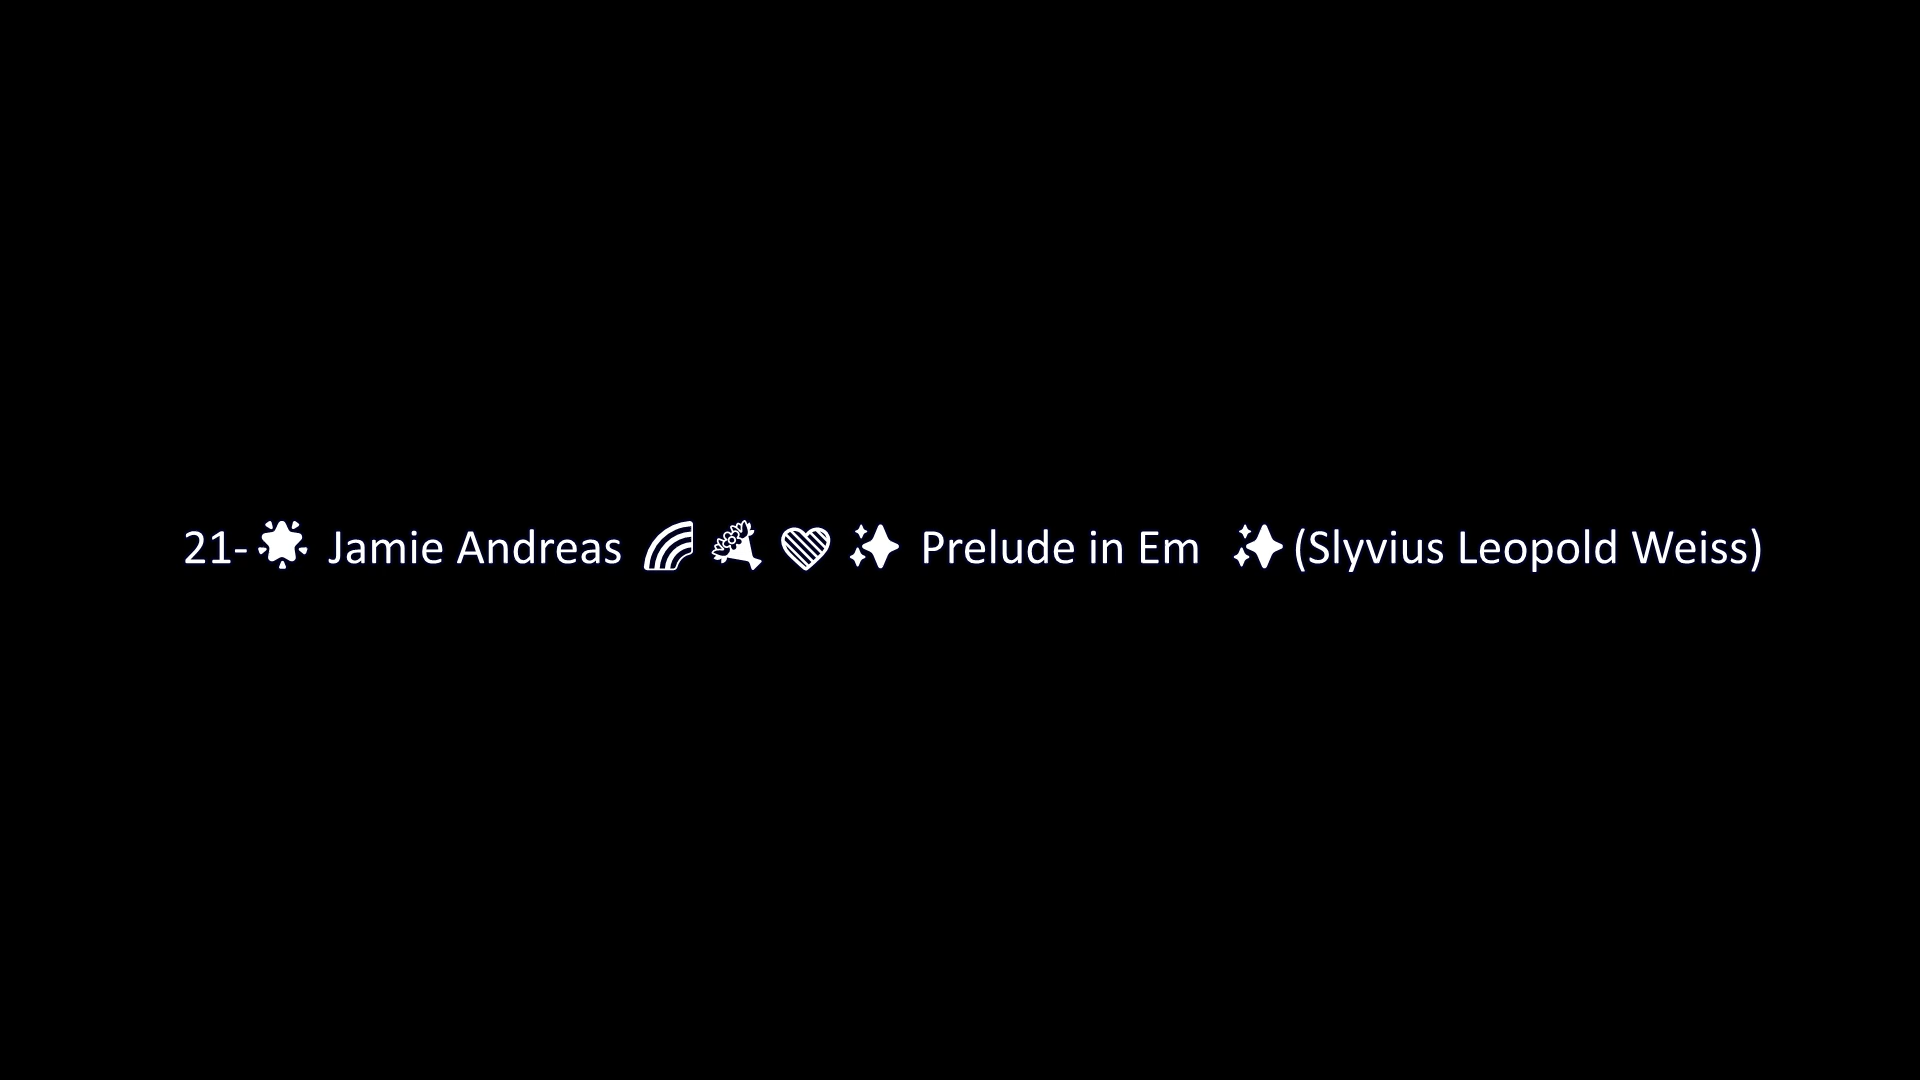 21-🌟 Jamie Andreas 🌈 💐 💛 ✨ Prelude in Em ✨(Slyvius Leopold Weiss)